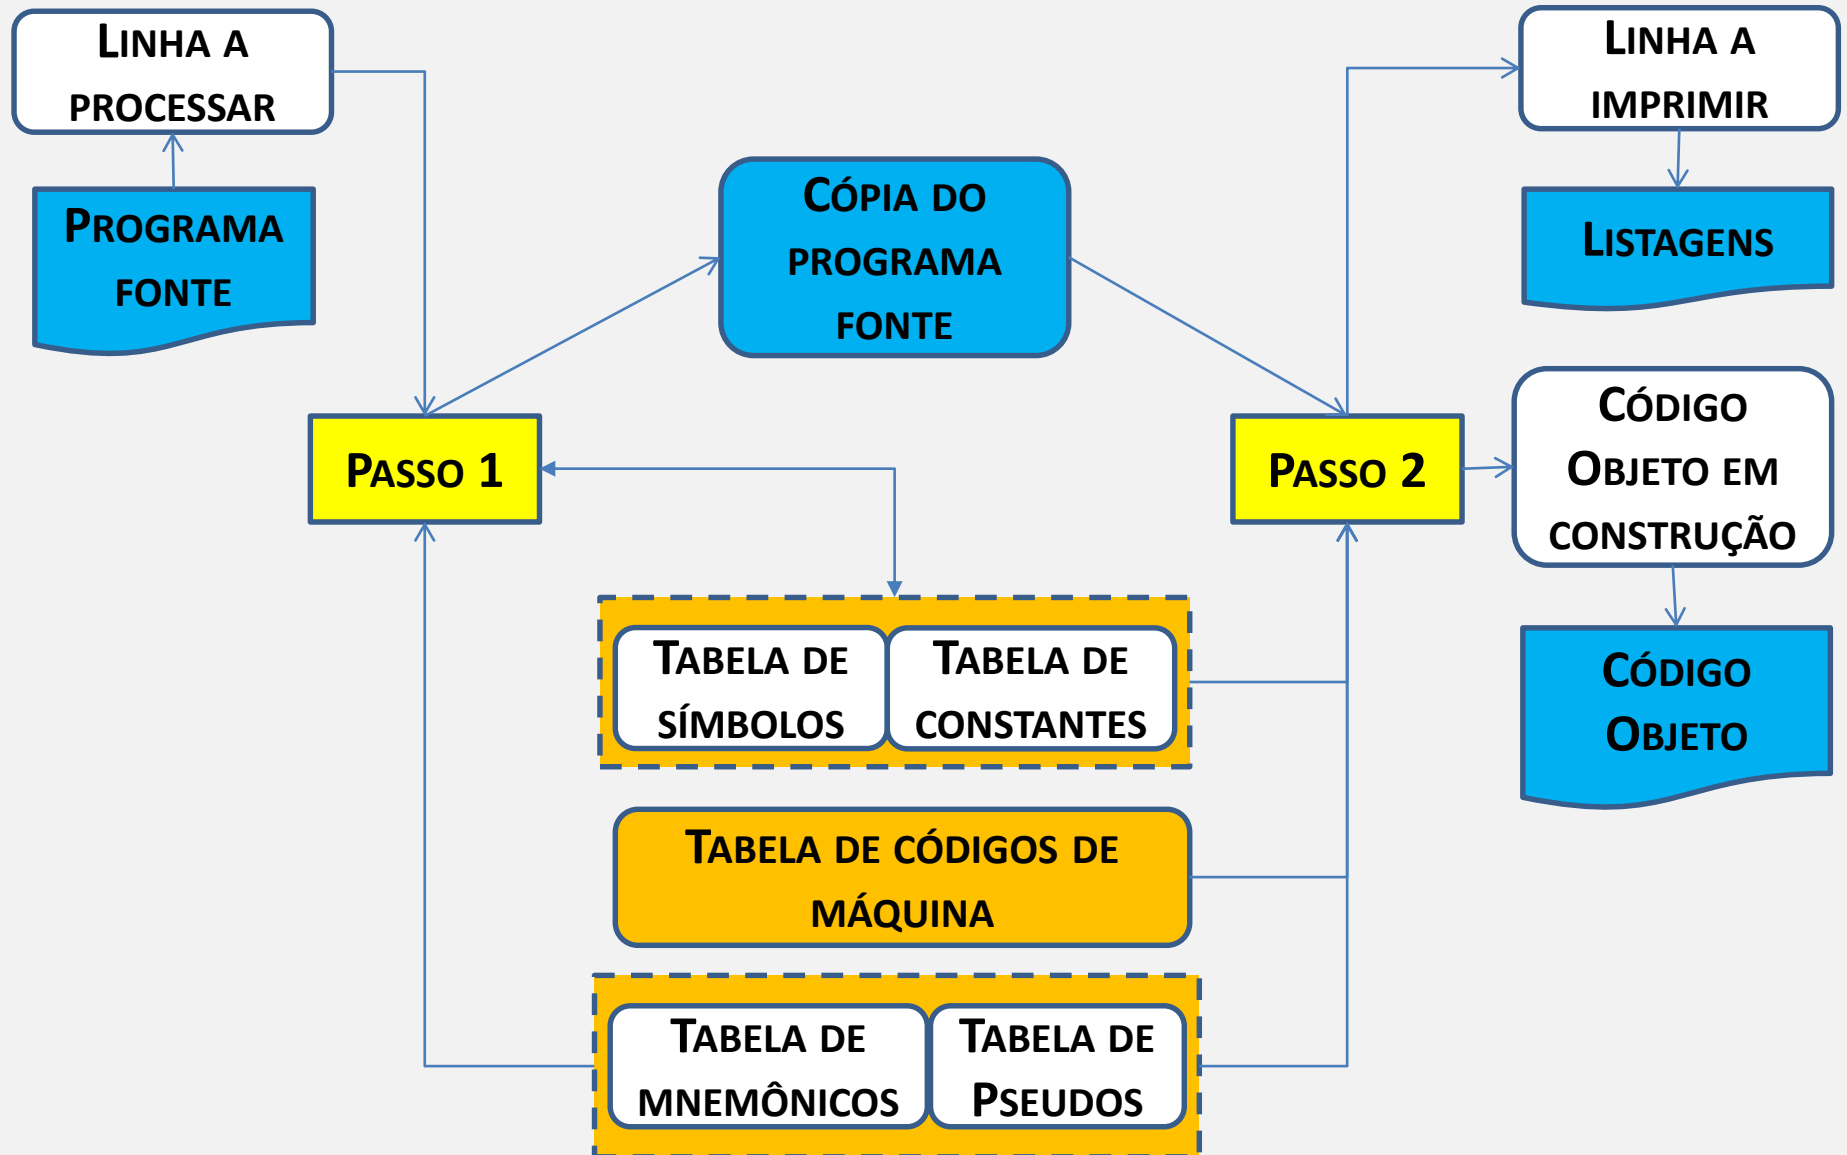 LINHA A
PROCESSAR
PROGRAMA
FONTE
CÓPIA DO
PROGRAMA
FONTE
LINHA A
IMPRIMIR
LISTAGENS
PASSO 1
PASSO 2
CÓDIGO
OBJETO EM
CONSTRUÇÃO
CÓDIGO
OBJETO
TABELA DE
SÍMBOLOS
TABELA DE
CONSTANTES
TABELA DE CÓDIGOS DE
MÁQUINA
TABELA DE
MNEMÔNICOS
TABELA DE
PSEUDOS